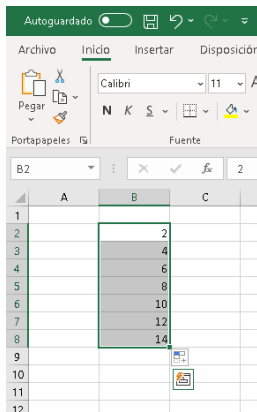 Autoguardado
Archivo Inicio Insertar Disposición
Pegar
Calibri 11 A
N K S
Portapapeles Fuente
B2 fx 2
A B C
1
2 2
3 4
4 6
5 8
6 10
7 12
8 14
9
10
11
12